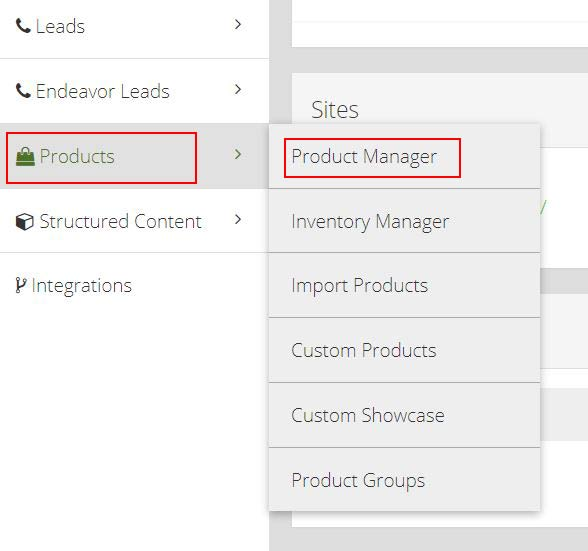 Leads
Endeavor Leads
Products
Structured Content
Integrations
Sites
Product Manager
Inventory Manager
Import Products
Custom Products
Custom Showcase
Product Groups
/